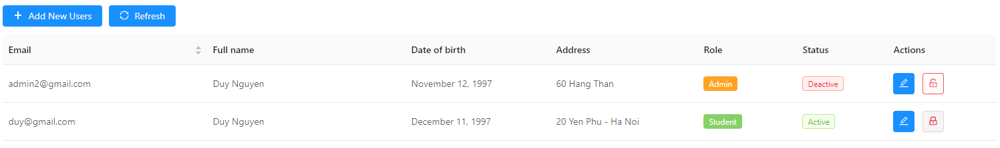 Add New Users Refresh
Email Full name Date of birth Address Role Status Actions
admin2@gmail.com Duy Nguyen November 12, 1997 60 Hang Than Admin Deactive
duy@gmail.com Duy Nguyen December 11, 1997 20 Yen Phu - Ha Noi Student Active